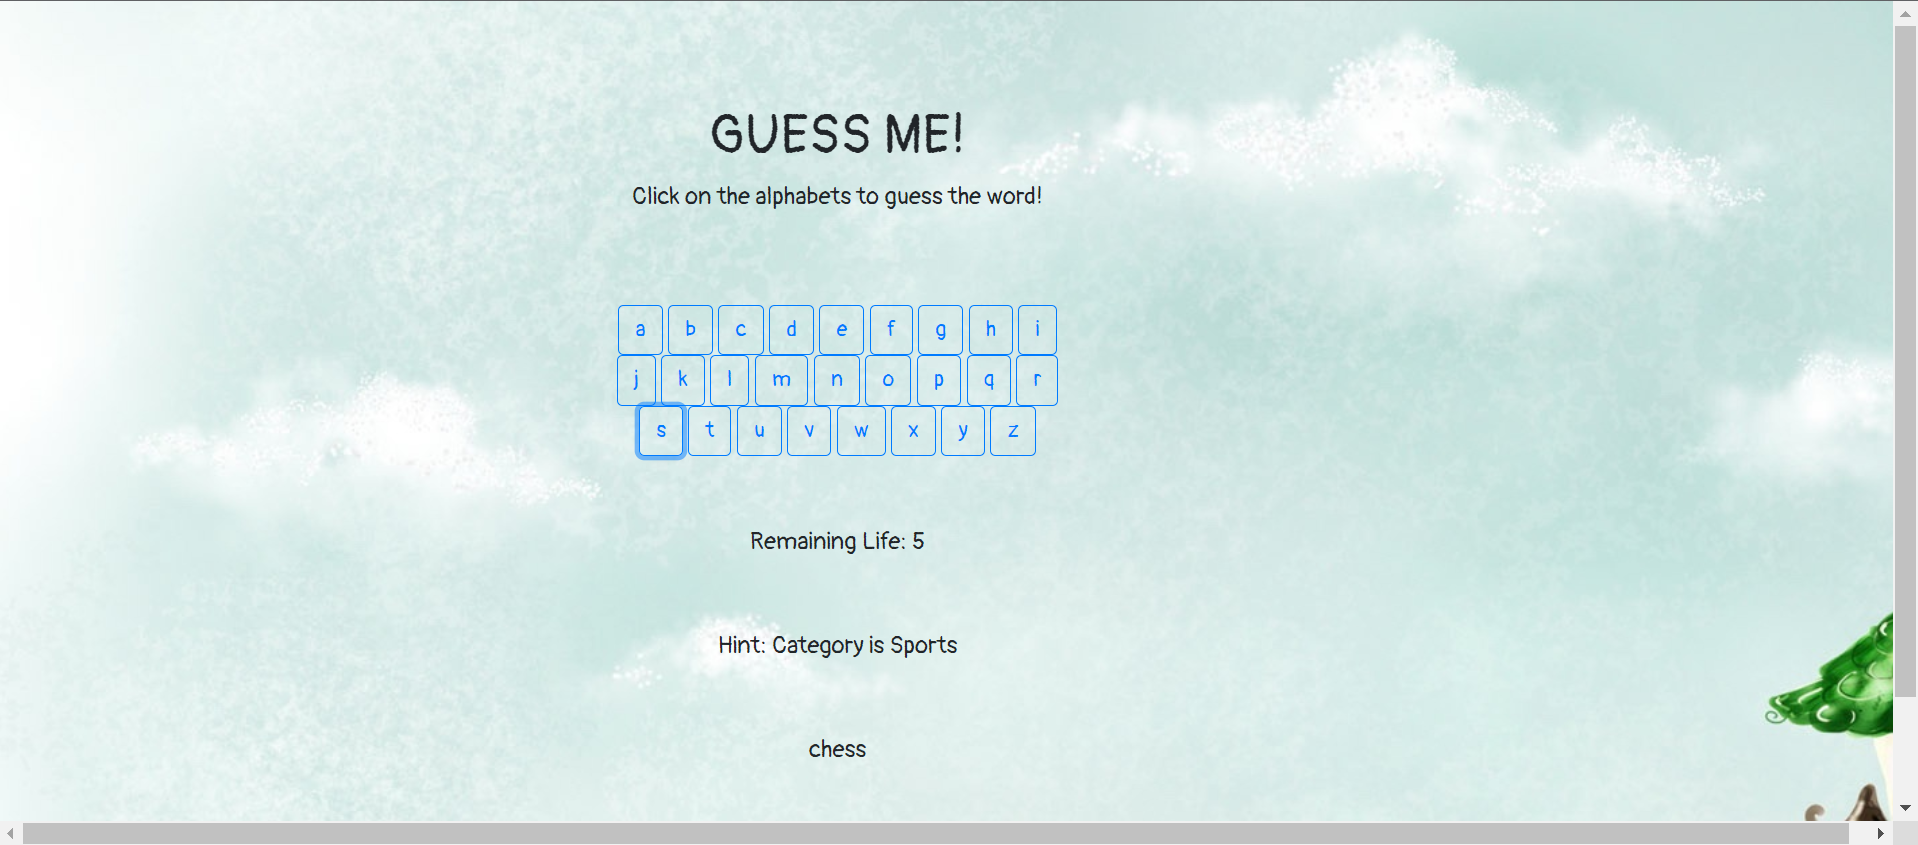 GUESS ME!
Click on the alphabets to guess the word!
a b c d e f g h i
j k l m n o p q r
s t u v w x y z
Remaining Life: 5
Hint: Category is Sports
chess